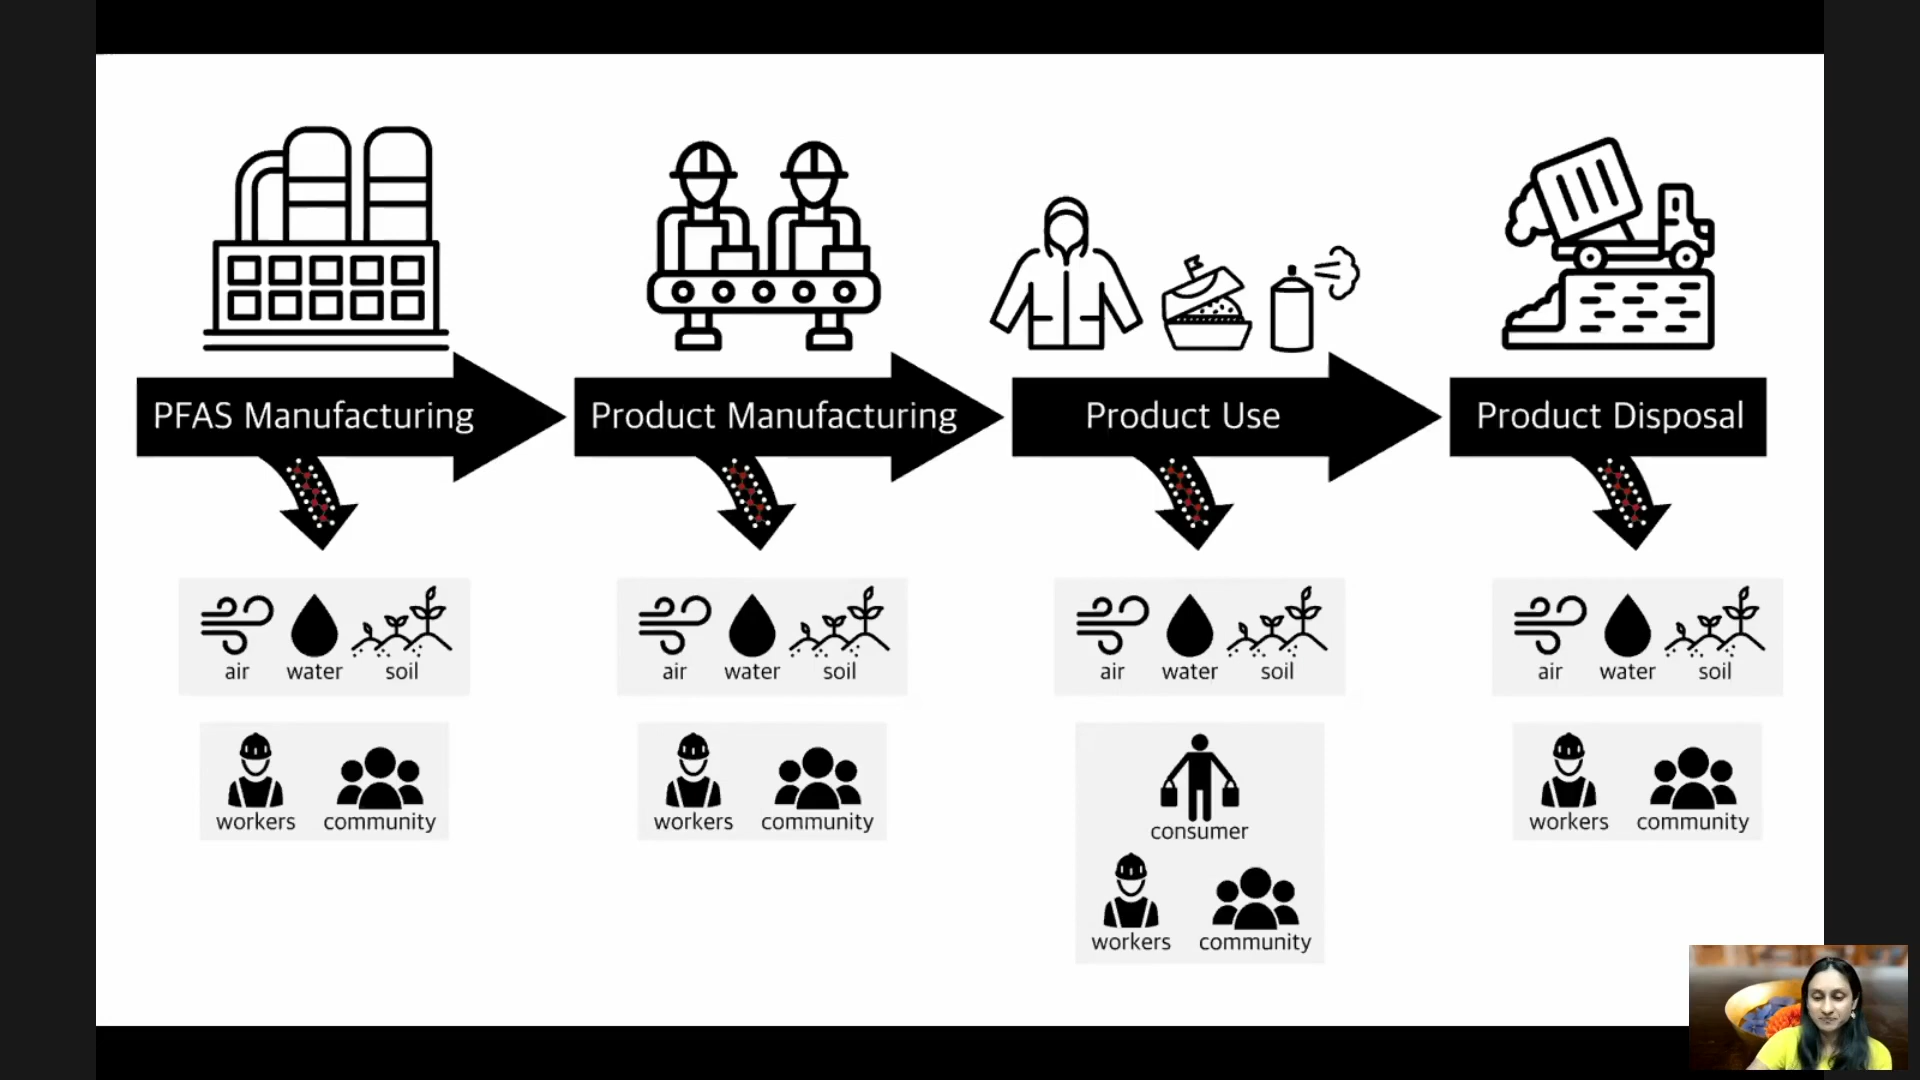 PFAS Manufacturing
Product Manufacturing
Product Use
Product Disposal
air water soil
air water soil
air water soil
air water soil
workers community
workers community
consumer
workers community
workers community